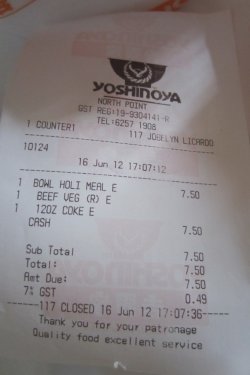 YOSHINOYA
NORTH POINT
GST REG:19-9304141-R
TEL:6257 1908
1 COUNTER1 117 JOBELYN LICARDO
10124
16 Jun 12 17:07:12
1 BOWL HOLI MEAL E 7.50
1 BEEF VEG (R) E
1 12OZ COKE E
CASH 7.50
Sub Total 7.50
Total: 7.50
Amt Due: 7.50
7% GST 0.49
117 CLOSED 16 Jun 12 17:07:36
Thank you for your patronage
Quality food excellent service